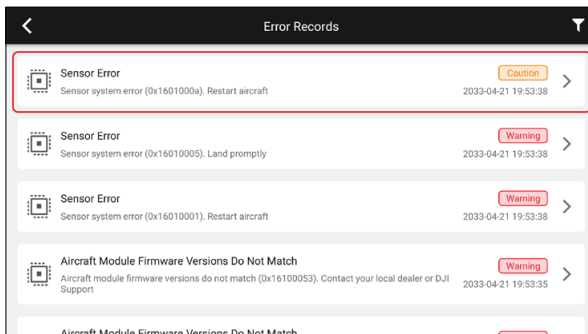 Error Records
Sensor Error
Caution
Sensor system error (0x1601000a). Restart aircraft
2033-04-21 19:53:38
Sensor Error
Warning
Sensor system error (0x16010005). Land promptly
2033-04-21 19:53:38
Sensor Error
Warning
Sensor system error (0x16010001). Restart aircraft
2033-04-21 19:53:38
Aircraft Module Firmware Versions Do Not Match
Warning
Aircraft module firmware versions do not match (0x16100053). Contact your local dealer or DJI
Support
2033-04-21 19:53:35
Aircraft Module Firmware Versions Do Not Match